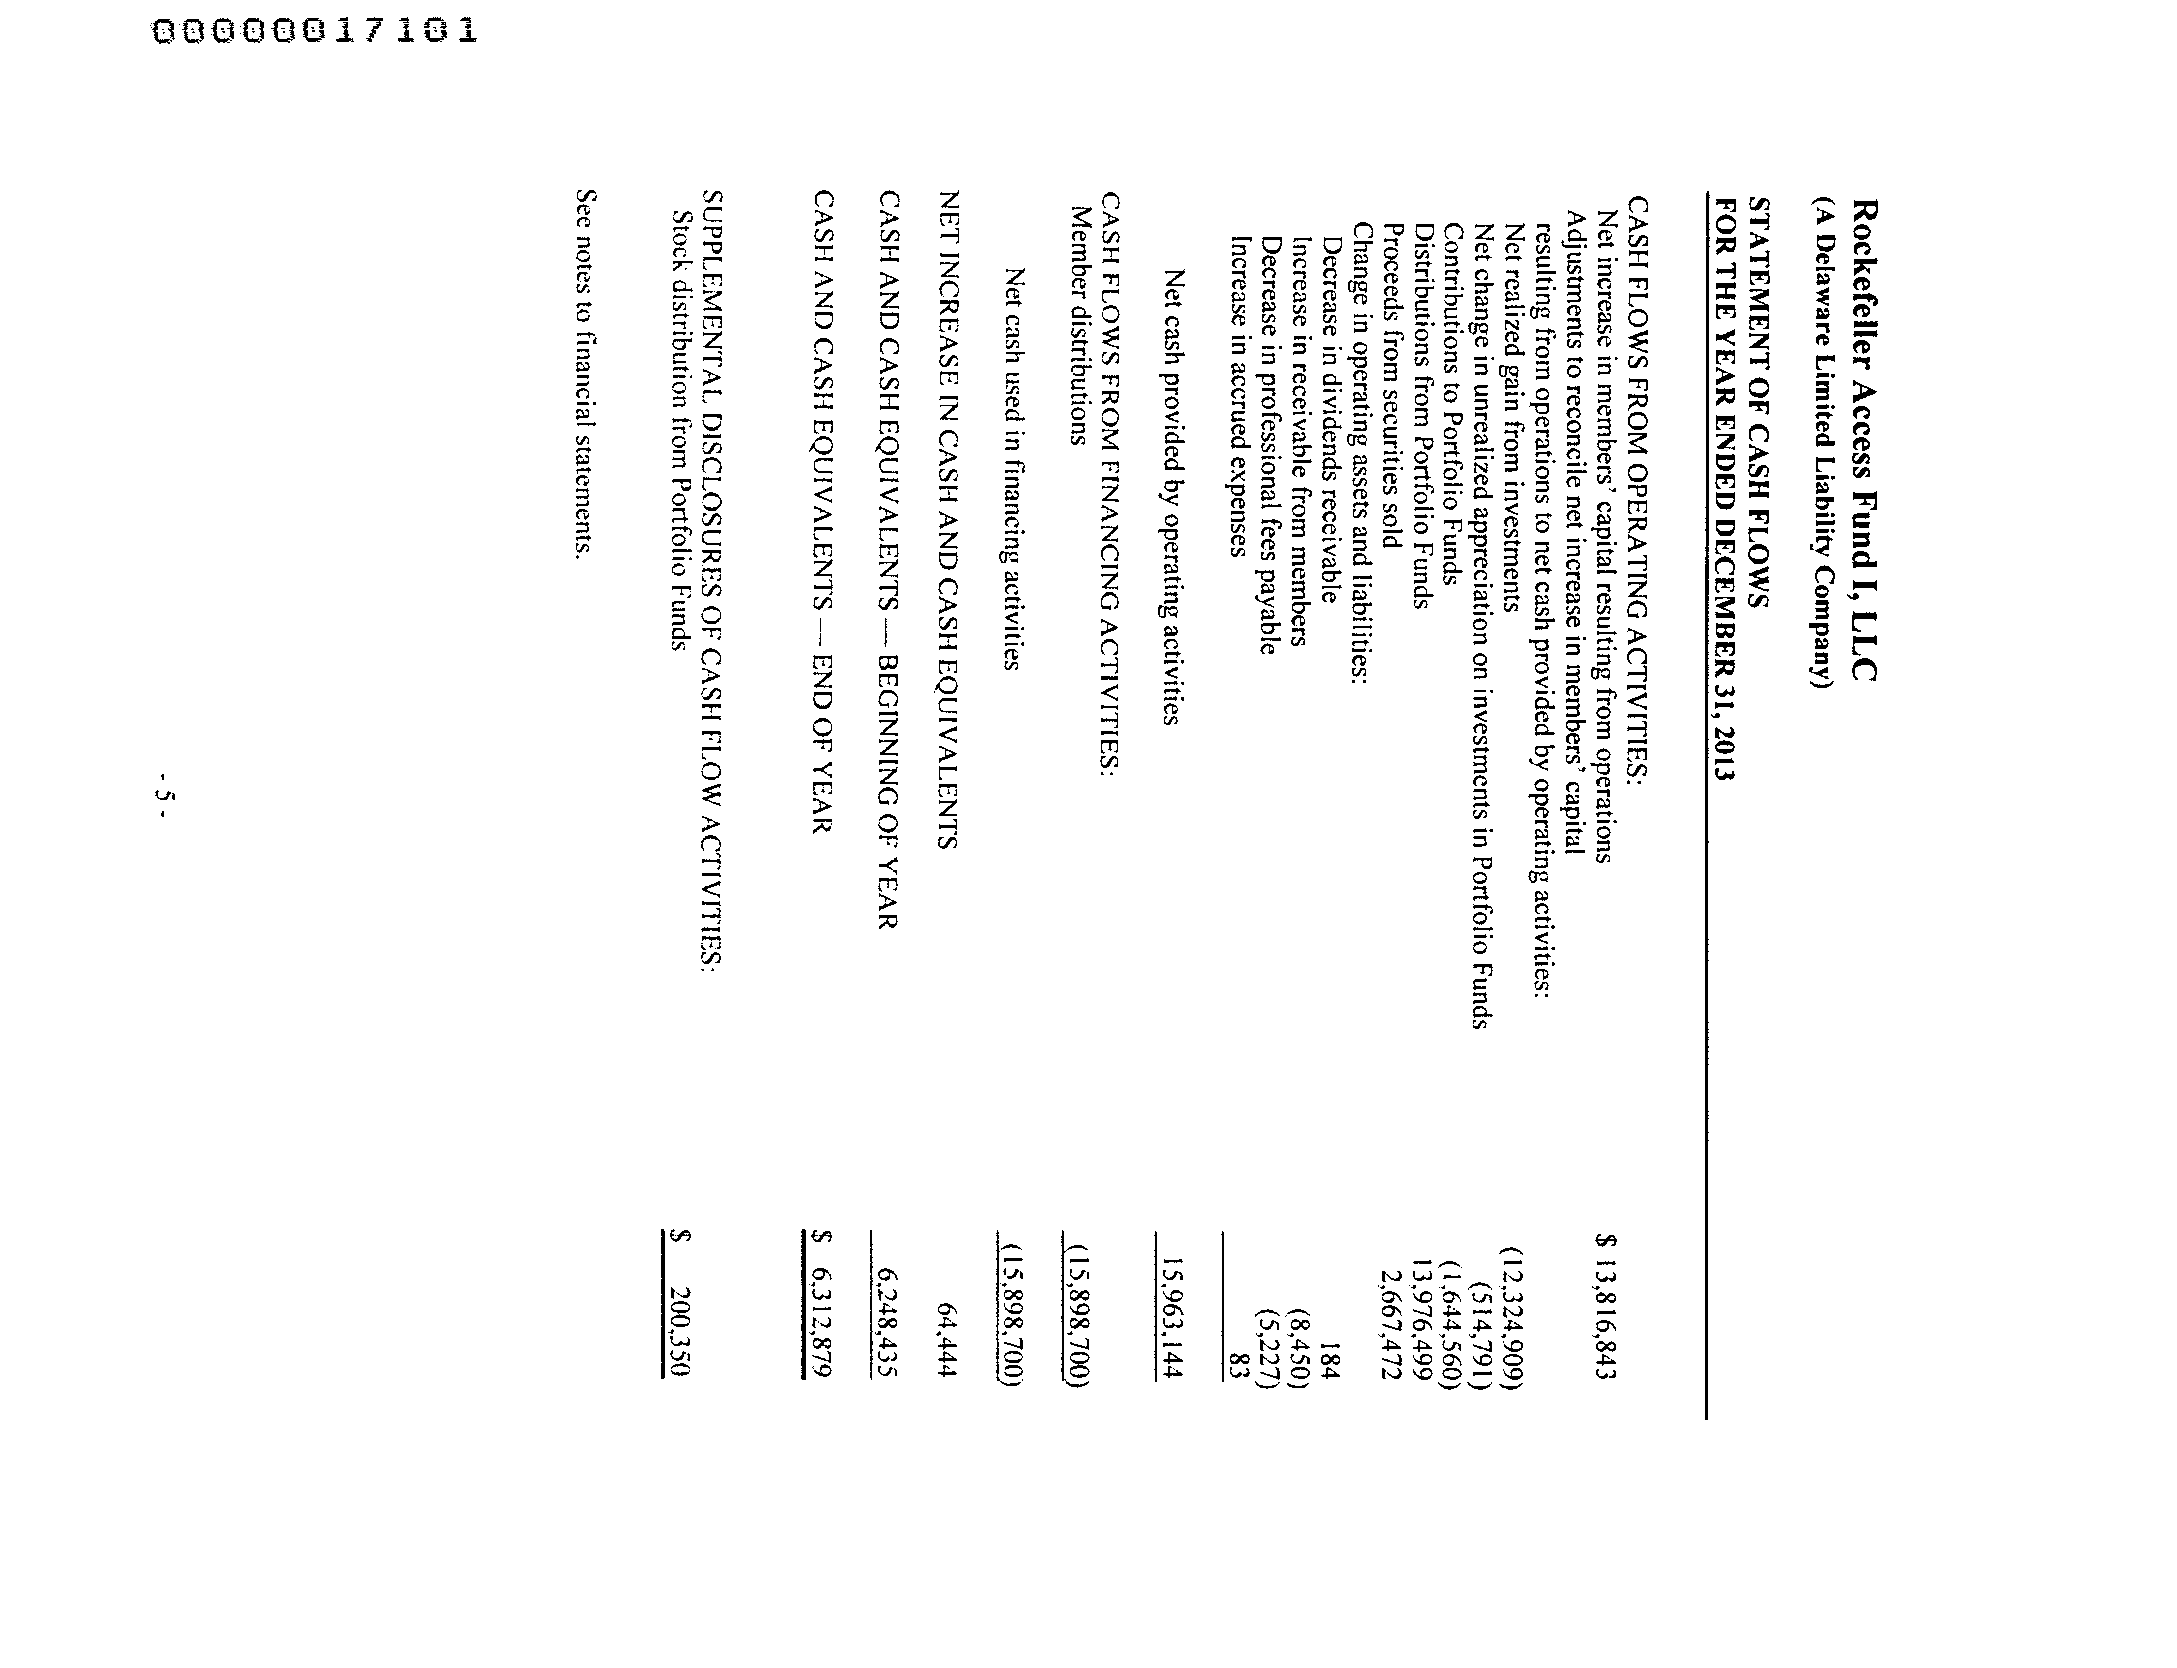 00000017101
Rockefeller Access Fund I, LLC
(A Delaware Limited Liability Company)
STATEMENT OF CASH FLOWS
FOR THE YEAR ENDED DECEMBER 31, 2013
CASH FLOWS FROM OPERATING ACTIVITIES:
Net increase in members' capital resulting from operations $ 13,816,843
Adjustments to reconcile net increase in members' capital
resulting from operations to net cash provided by operating activities:
Net realized gain from investments (12,324,909)
Net change in unrealized appreciation on investments in Portfolio Funds (514,791)
Contributions to Portfolio Funds (1,644,560)
Distributions from Portfolio Funds 13,976,499
Proceeds from securities sold 2,667,472
Change in operating assets and liabilities:
Decrease in dividends receivable 184
Increase in receivable from members (8,450)
Decrease in professional fees payable (5,227)
Increase in accrued expenses 83
Net cash provided by operating activities 15,963,144
CASH FLOWS FROM FINANCING ACTIVITIES:
Member distributions (15,898,700)
Net cash used in financing activities (15,898,700)
NET INCREASE IN CASH AND CASH EQUIVALENTS 64,444
CASH AND CASH EQUIVALENTS — BEGINNING OF YEAR 6,248,435
CASH AND CASH EQUIVALENTS — END OF YEAR $ 6,312,879
SUPPLEMENTAL DISCLOSURES OF CASH FLOW ACTIVITIES:
Stock distribution from Portfolio Funds $ 200,350
See notes to financial statements.
- 5 -